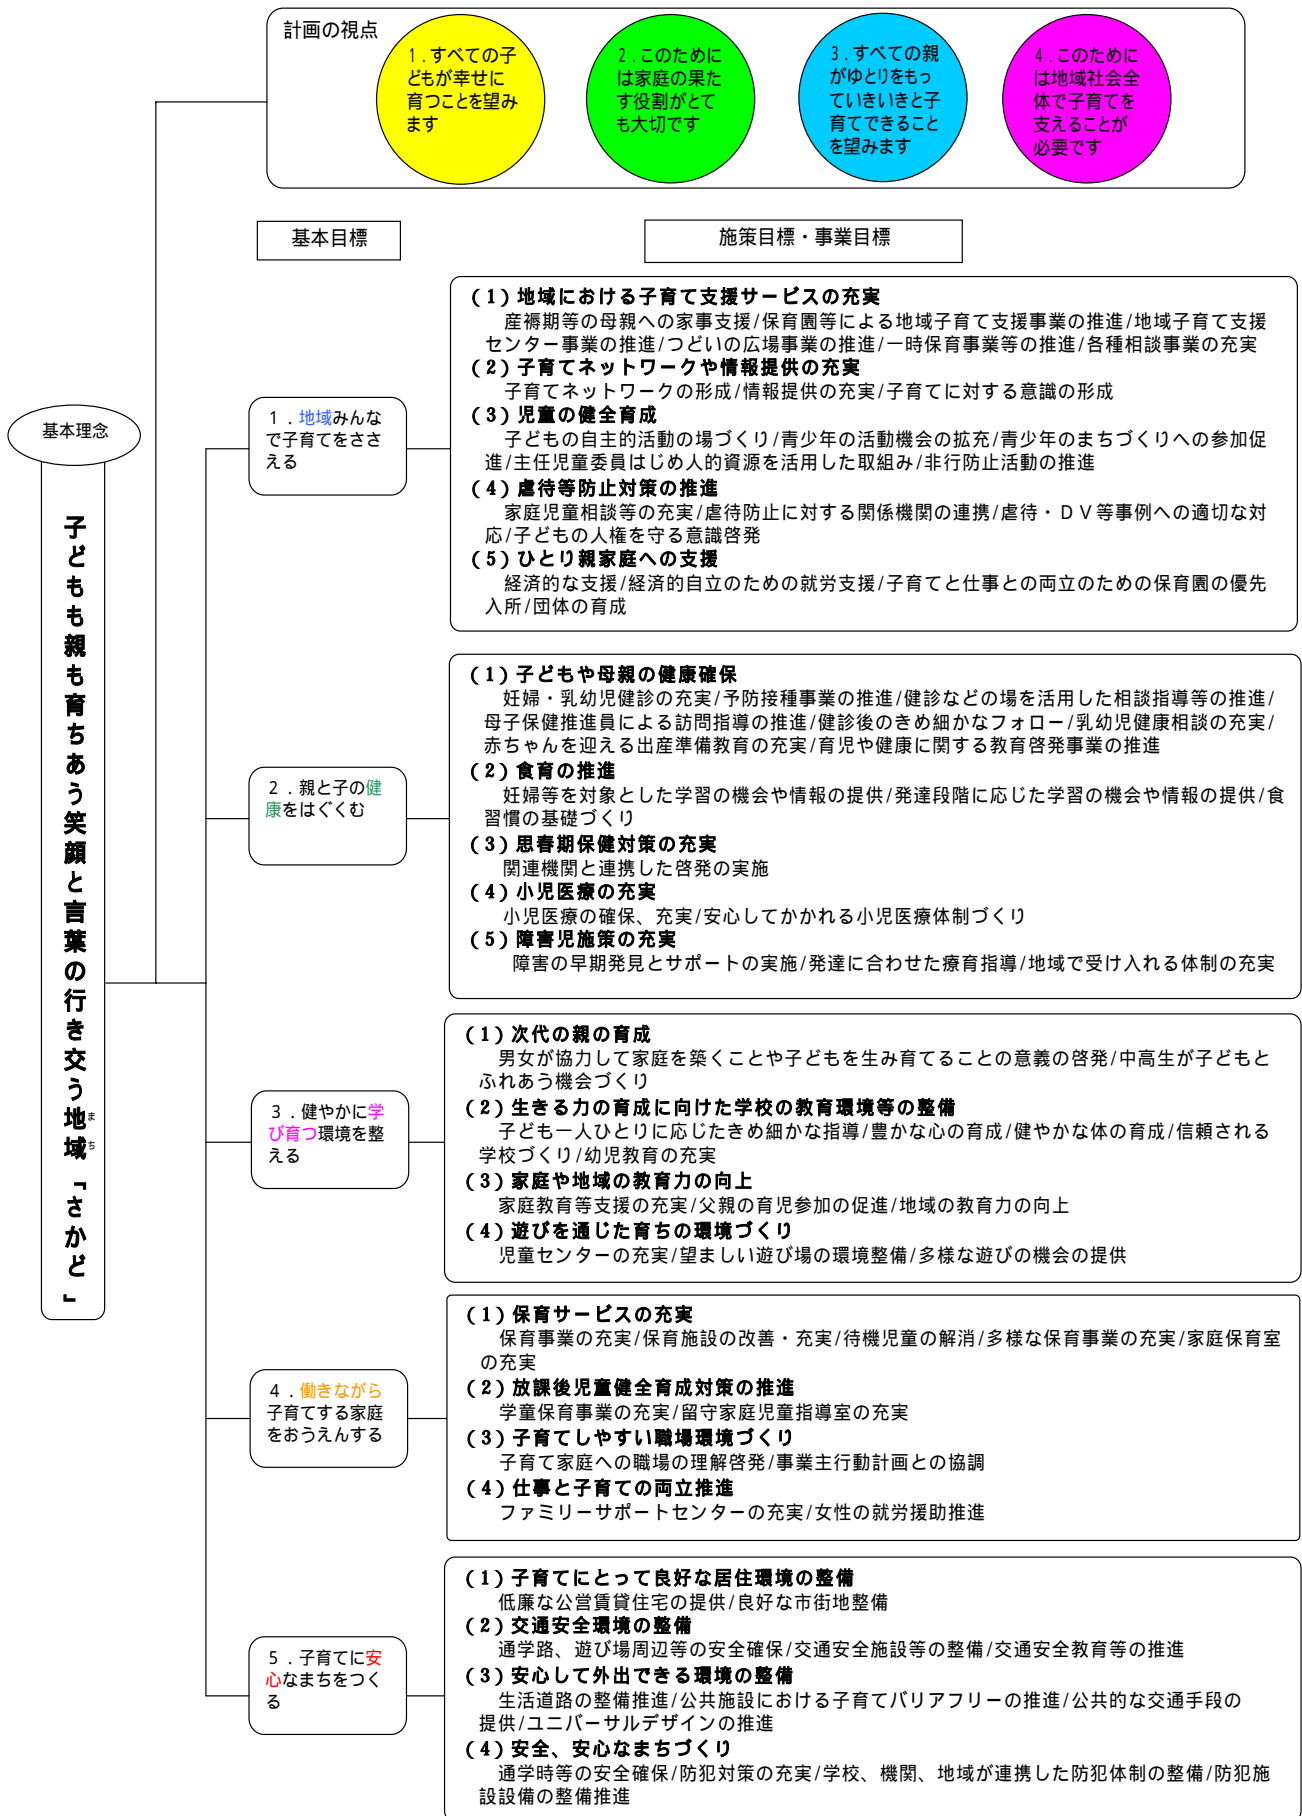 計画の視点
1.すべての子
どもが幸せに
育つことを望み
ます
2.このために
は家庭の果た
す役割がとて
も大切です
3.すべての親
がゆとりをもっ
ていきいきと子
育てできること
を望みます
4.このために
は地域社会全
体で子育てを
支えることが
必要です
基本目標
施策目標・事業目標
基本理念
子どもも親も育ちあう笑顔と言葉の行き交う地域「さかど」
まち
1.地域みんな
で子育てをささ
える
(1)地域における子育て支援サービスの充実
産褥期等の母親への家事支援/保育園等による地域子育て支援事業の推進/地域子育て支援
センター事業の推進/つどいの広場事業の推進/一時保育事業等の推進/各種相談事業の充実
(2)子育てネットワークや情報提供の充実
子育てネットワークの形成/情報提供の充実/子育てに対する意識の形成
(3)児童の健全育成
子どもの自主的活動の場づくり/青少年の活動機会の拡充/青少年のまちづくりへの参加促
進/主任児童委員はじめ人的資源を活用した取組み/非行防止活動の推進
(4)虐待等防止対策の推進
家庭児童相談等の充実/虐待防止に対する関係機関の連携/虐待・DV等事例への適切な対
応/子どもの人権を守る意識啓発
(5)ひとり親家庭への支援
経済的な支援/経済的自立のための就労支援/子育てと仕事との両立のための保育園の優先
入所/団体の育成
2.親と子の健
康をはぐくむ
(1)子どもや母親の健康確保
妊婦・乳幼児健診の充実/予防接種事業の推進/健診などの場を活用した相談指導等の推進/
母子保健推進員による訪問指導の推進/健診後のきめ細かなフォロー/乳幼児健康相談の充実/
赤ちゃんを迎える出産準備教育の充実/育児や健康に関する教育啓発事業の推進
(2)食育の推進
妊婦等を対象とした学習の機会や情報の提供/発達段階に応じた学習の機会や情報の提供/食
習慣の基礎づくり
(3)思春期保健対策の充実
関連機関と連携した啓発の実施
(4)小児医療の充実
小児医療の確保、充実/安心してかかれる小児医療体制づくり
(5)障害児施策の充実
障害の早期発見とサポートの実施/発達に合わせた療育指導/地域で受け入れる体制の充実
3.健やかに学
び育つ環境を整
える
(1)次代の親の育成
男女が協力して家庭を築くことや子どもを生み育てることの意義の啓発/中高生が子どもと
ふれあう機会づくり
(2)生きる力の育成に向けた学校の教育環境等の整備
子ども一人ひとりに応じたきめ細かな指導/豊かな心の育成/健やかな体の育成/信頼される
学校づくり/幼児教育の充実
(3)家庭や地域の教育力の向上
家庭教育等支援の充実/父親の育児参加の促進/地域の教育力の向上
(4)遊びを通じた育ちの環境づくり
児童センターの充実/望ましい遊び場の環境整備/多様な遊びの機会の提供
4.働きながら
子育てする家庭
をおうえんする
(1)保育サービスの充実
保育事業の充実/保育施設の改善・充実/待機児童の解消/多様な保育事業の充実/家庭保育室
の充実
(2)放課後児童健全育成対策の推進
学童保育事業の充実/留守家庭児童指導室の充実
(3)子育てしやすい職場環境づくり
子育て家庭への職場の理解啓発/事業主行動計画との協調
(4)仕事と子育ての両立推進
ファミリーサポートセンターの充実/女性の就労援助推進
5.子育てに安
心なまちをつく
る
(1)子育てにとって良好な居住環境の整備
低廉な公営賃貸住宅の提供/良好な市街地整備
(2)交通安全環境の整備
通学路、遊び場周辺等の安全確保/交通安全施設等の整備/交通安全教育等の推進
(3)安心して外出できる環境の整備
生活道路の整備推進/公共施設における子育てバリアフリーの推進/公共的な交通手段の
提供/ユニバーサルデザインの推進
(4)安全、安心なまちづくり
通学時等の安全確保/防犯対策の充実/学校、機関、地域が連携した防犯体制の整備/防犯施
設設備の整備推進